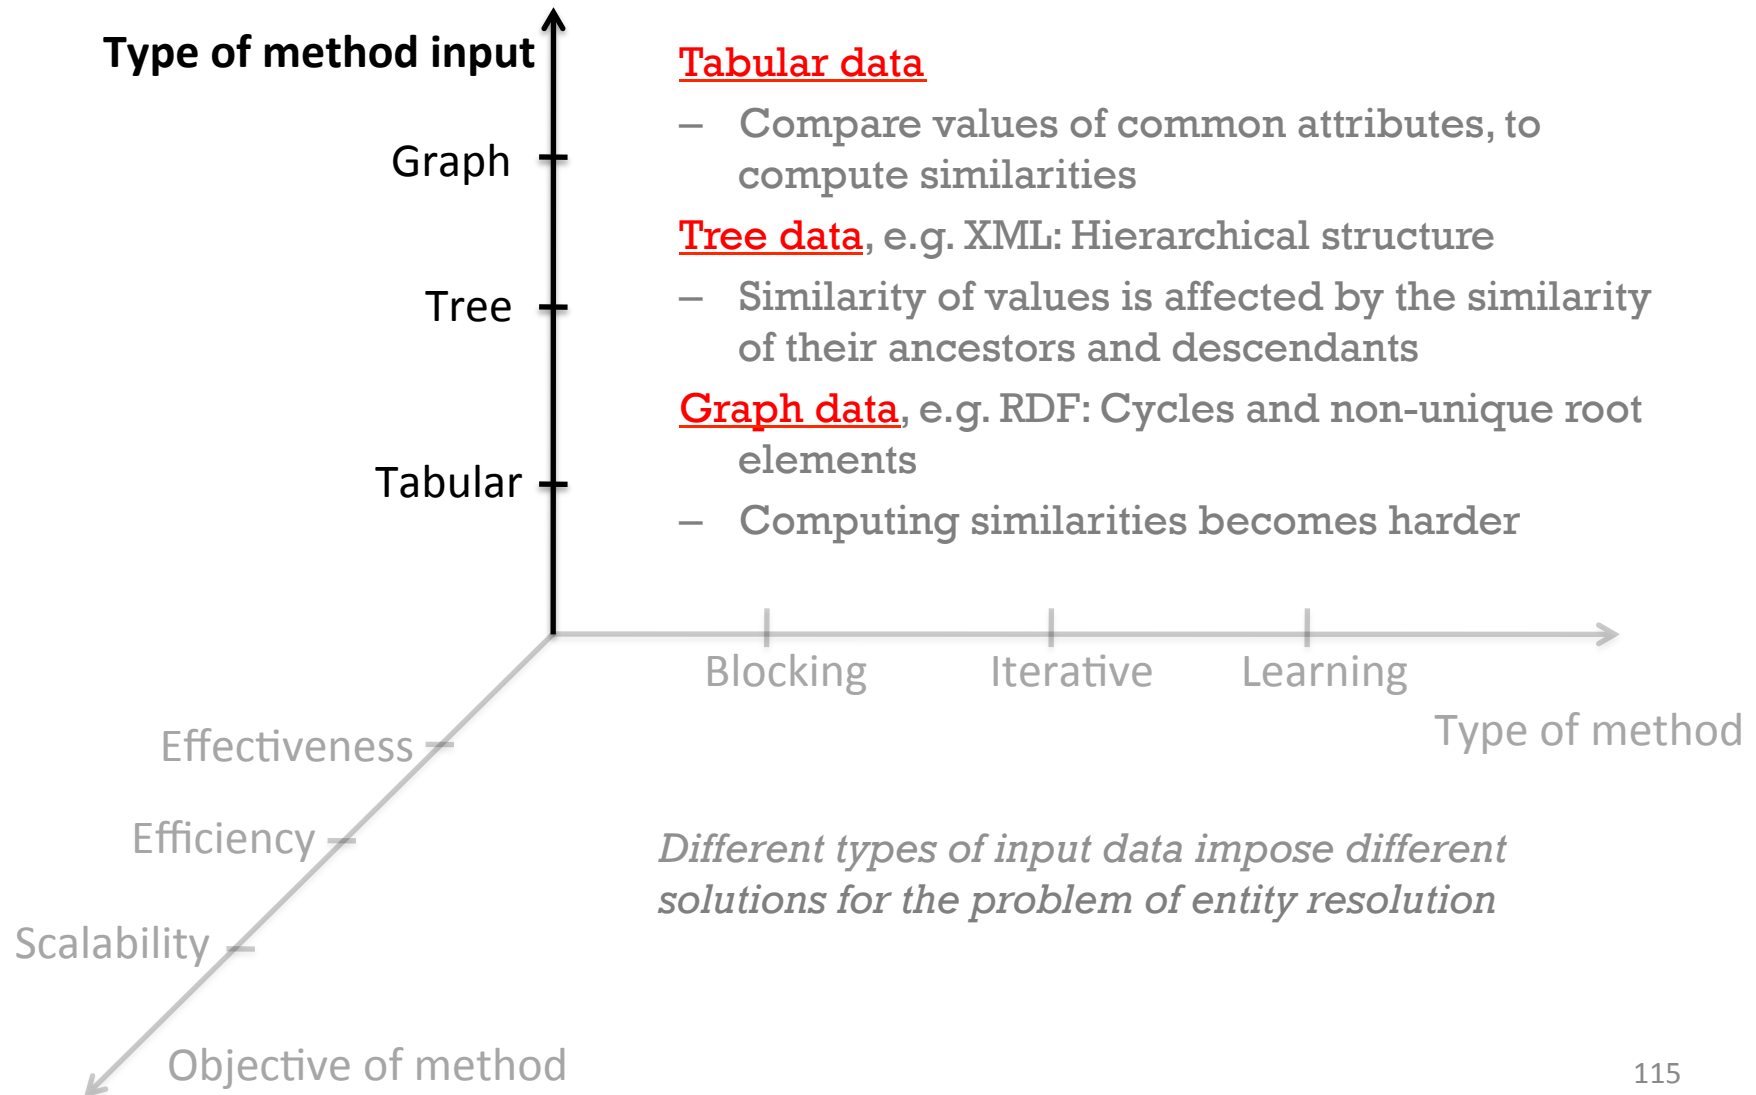 Type of method input
Graph
Tree
Tabular
Tabular data
– Compare values of common attributes, to
compute similarities
Tree data, e.g. XML: Hierarchical structure
– Similarity of values is affected by the similarity
of their ancestors and descendants
Graph data, e.g. RDF: Cycles and non-unique root
elements
– Computing similarities becomes harder
Blocking
Iterative
Learning
Type of method
Effectiveness
Efficiency
Scalability
Objective of method
Different types of input data impose different
solutions for the problem of entity resolution
115